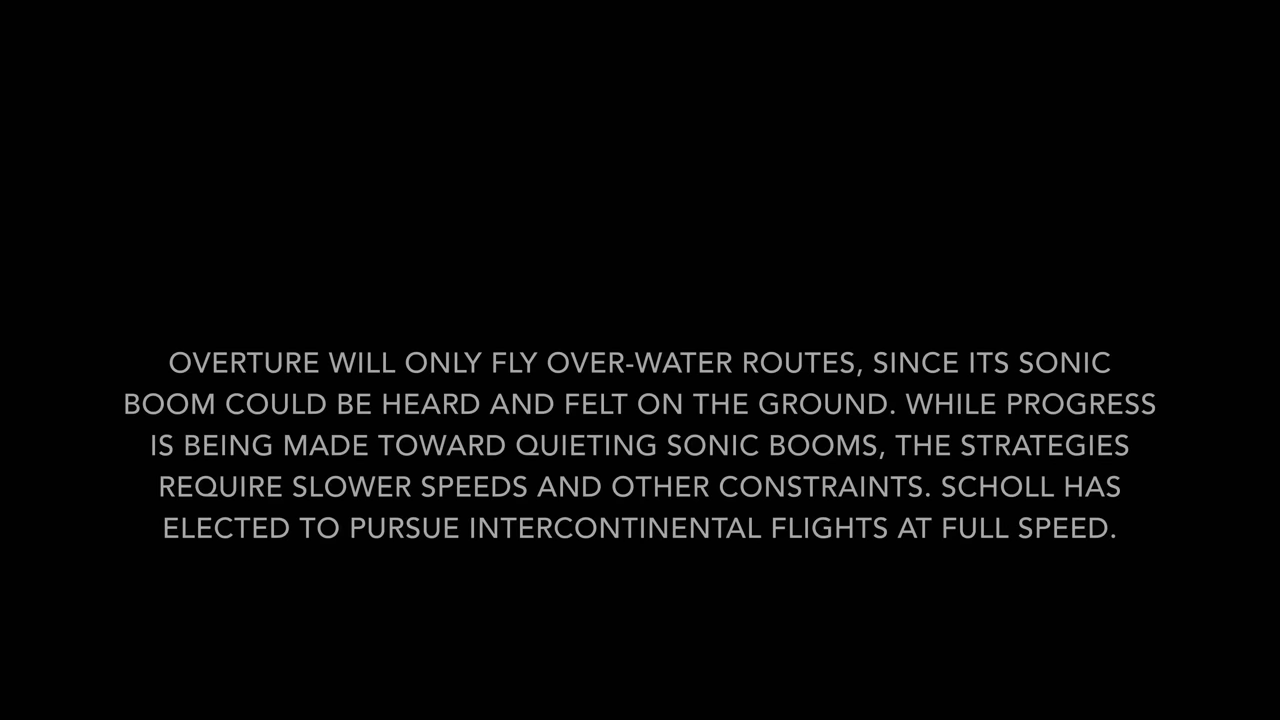 OVERTURE WILL ONLY FLY OVER-WATER ROUTES, SINCE ITS SONIC
BOOM COULD BE HEARD AND FELT ON THE GROUND. WHILE PROGRESS
IS BEING MADE TOWARD QUIETING SONIC BOOMS, THE STRATEGIES
REQUIRE SLOWER SPEEDS AND OTHER CONSTRAINTS. SCHOLL HAS
ELECTED TO PURSUE INTERCONTINENTAL FLIGHTS AT FULL SPEED.